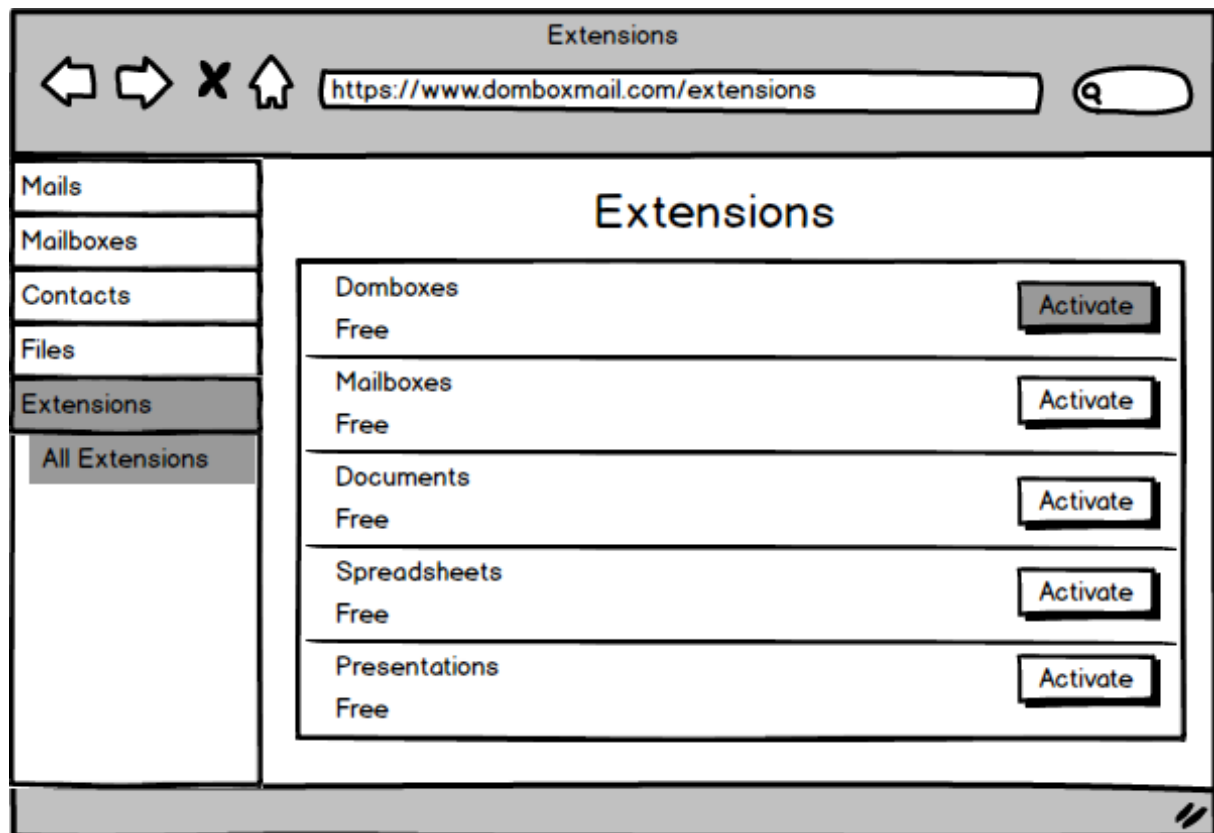 Extensions
https://www.domboxmail.com/extensions
Mails
Mailboxes
Contacts
Files
Extensions
All Extensions
Extensions
Domboxes
Free
Activate
Mailboxes
Free
Activate
Documents
Free
Activate
Spreadsheets
Free
Activate
Presentations
Free
Activate